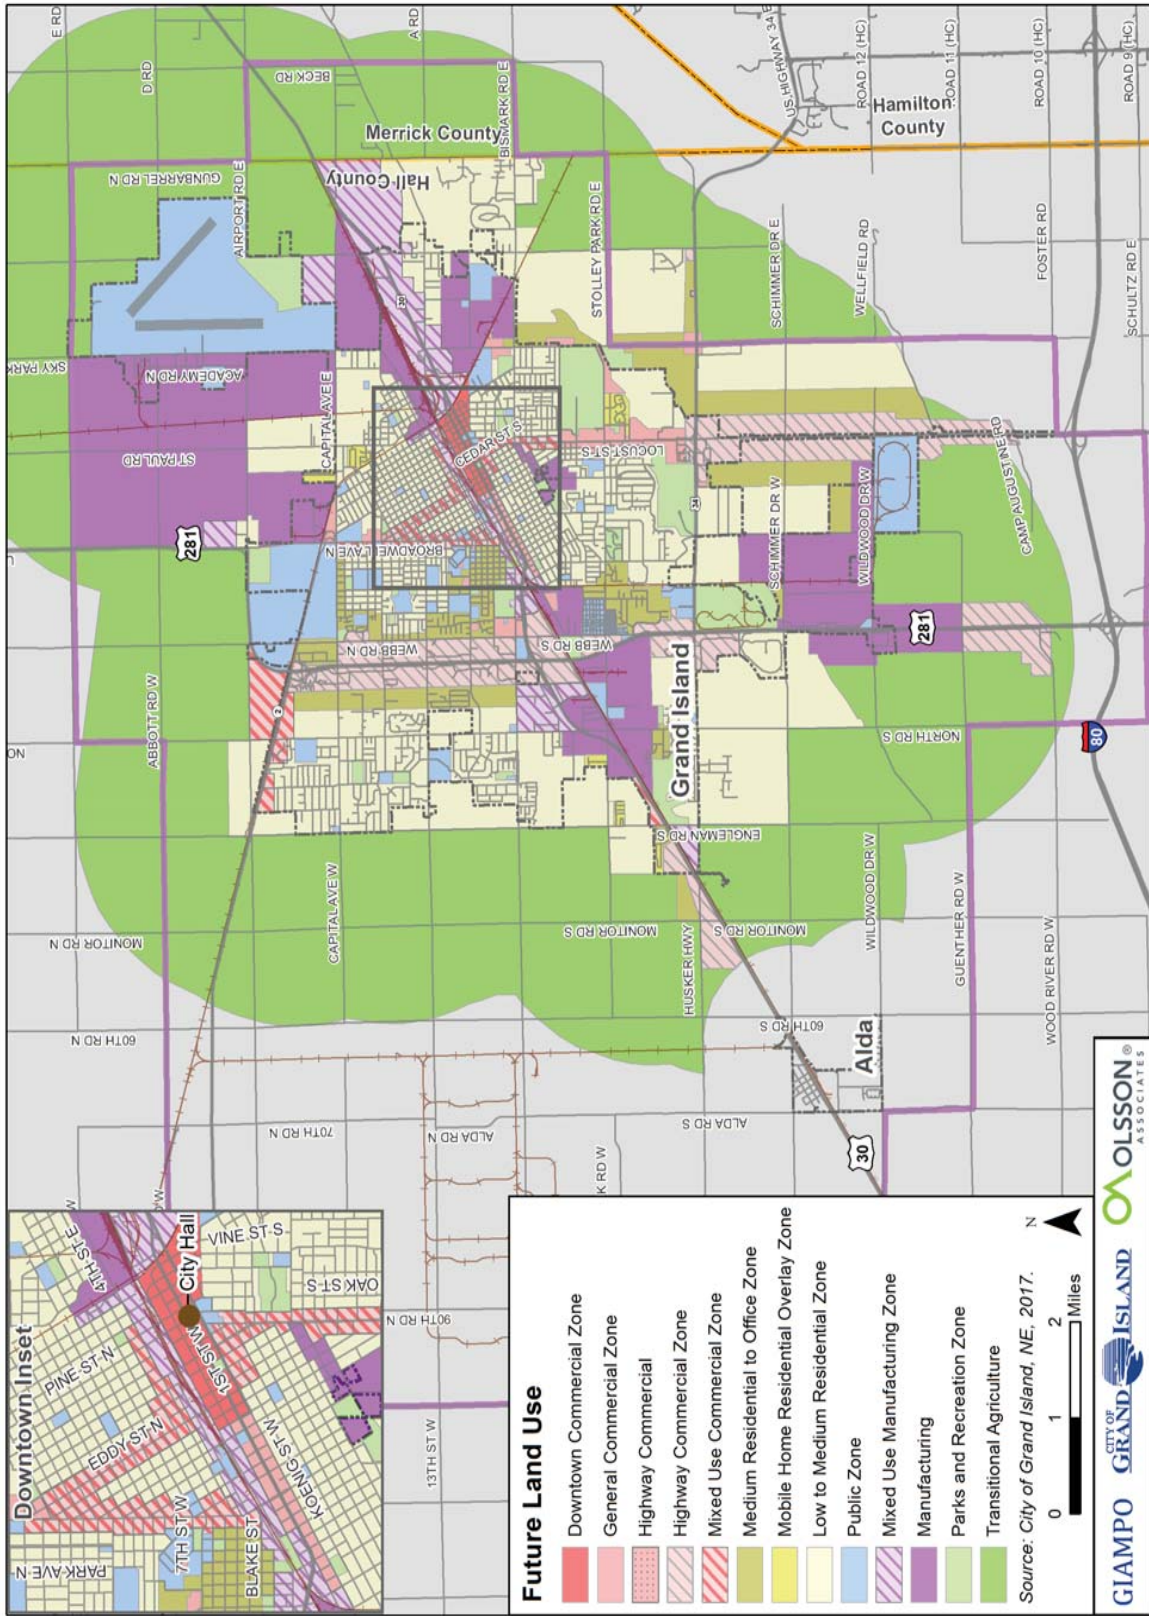 Downtown Inset
PARK AVE N
7TH ST W
BLAKE ST
EDDY ST N
PINE ST N
4TH ST E
1ST ST W
KOENIG ST W
City Hall
VINE ST S
OAK ST S
Future Land Use
Downtown Commercial Zone
General Commercial Zone
Highway Commercial
Highway Commercial Zone
Mixed Use Commercial Zone
Medium Residential to Office Zone
Mobile Home Residential Overlay Zone
Low to Medium Residential Zone
Public Zone
Mixed Use Manufacturing Zone
Manufacturing
Parks and Recreation Zone
Transitional Agriculture
Source: City of Grand Island, NE, 2017.
0 1 2
Miles
N
GIAMPO
CITY OF
GRAND ISLAND
OLSSON ®
ASSOCIATES
13TH ST W
90TH RD N
70TH RD N
ALDA RD N
ALDA RD S
K RD W
60TH RD N
60TH RD S
Alda
30
MONITOR RD N
MONITOR RD S
MONITOR RD S
HUSKER HWY
CAPITAL AVE W
ABBOTT RD W
ENGLEMAN RD S
WILDWOOD DR W
GUENTHER RD W
WOOD RIVER RD W
NORTH RD S
NO
2
WEBB RD N
WEBB RD S
Grand Island
281
281
80
BROADWELL AVE N
ST PAUL RD
CAPITAL AVE E
ACADEMY RD N
SKY PARK
CEDAR ST S
LOCUST ST S
34
SCHIMMER DR W
WILDWOOD DR W
CAMP AUGUSTINE RD
AIRPORT RD E
GUNBARREL RD N
30
Hall County
Merrick County
BISMARK RD E
STOLLEY PARK RD E
SCHIMMER DR E
WELLFIELD RD
FOSTER RD
SCHULTZ RD E
BECK RD
E RD
D RD
A RD
US HIGHWAY 34 E
Hamilton
County
ROAD 12 (HC)
ROAD 11 (HC)
ROAD 10 (HC)
ROAD 9 (HC)